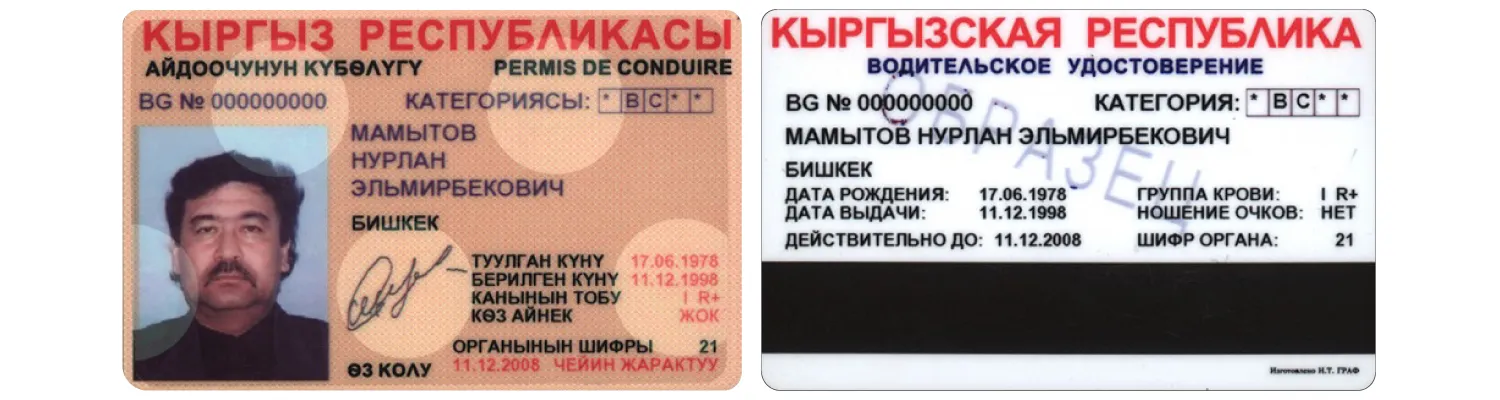 КЫРГЫЗ РЕСПУБЛИКАСЫ
АЙДООЧУНУН КҮБӨЛҮГҮ PERMIS DE CONDUIRE
BG № 000000000 КАТЕГОРИЯСЫ: * B C * *
МАМЫТОВ
НУРЛАН
ЭЛЬМИРБЕКОВИЧ
БИШКЕК
ТУУЛГАН КҮНҮ 17.06.1978
БЕРИЛГЕН КҮНҮ 11.12.1998
КАНЫНЫН ТОБУ I R+
КӨЗ АЙНЕК ЖОК
ОРГАНЫНЫН ШИФРЫ 21
ӨЗ КОЛУ 11.12.2008 ЧЕЙИН ЖАРАКТУУ
КЫРГЫЗСКАЯ РЕСПУБЛИКА
ВОДИТЕЛЬСКОЕ УДОСТОВЕРЕНИЕ
BG № 000000000 КАТЕГОРИЯ: * B C * *
МАМЫТОВ НУРЛАН ЭЛЬМИРБЕКОВИЧ
ОБРАЗЕЦ
БИШКЕК
ДАТА РОЖДЕНИЯ: 17.06.1978 ГРУППА КРОВИ: I R+
ДАТА ВЫДАЧИ: 11.12.1998 НОШЕНИЕ ОЧКОВ: НЕТ
ДЕЙСТВИТЕЛЬНО ДО: 11.12.2008 ШИФР ОРГАНА: 21
Изготовлено Н.Т. ГРАФ